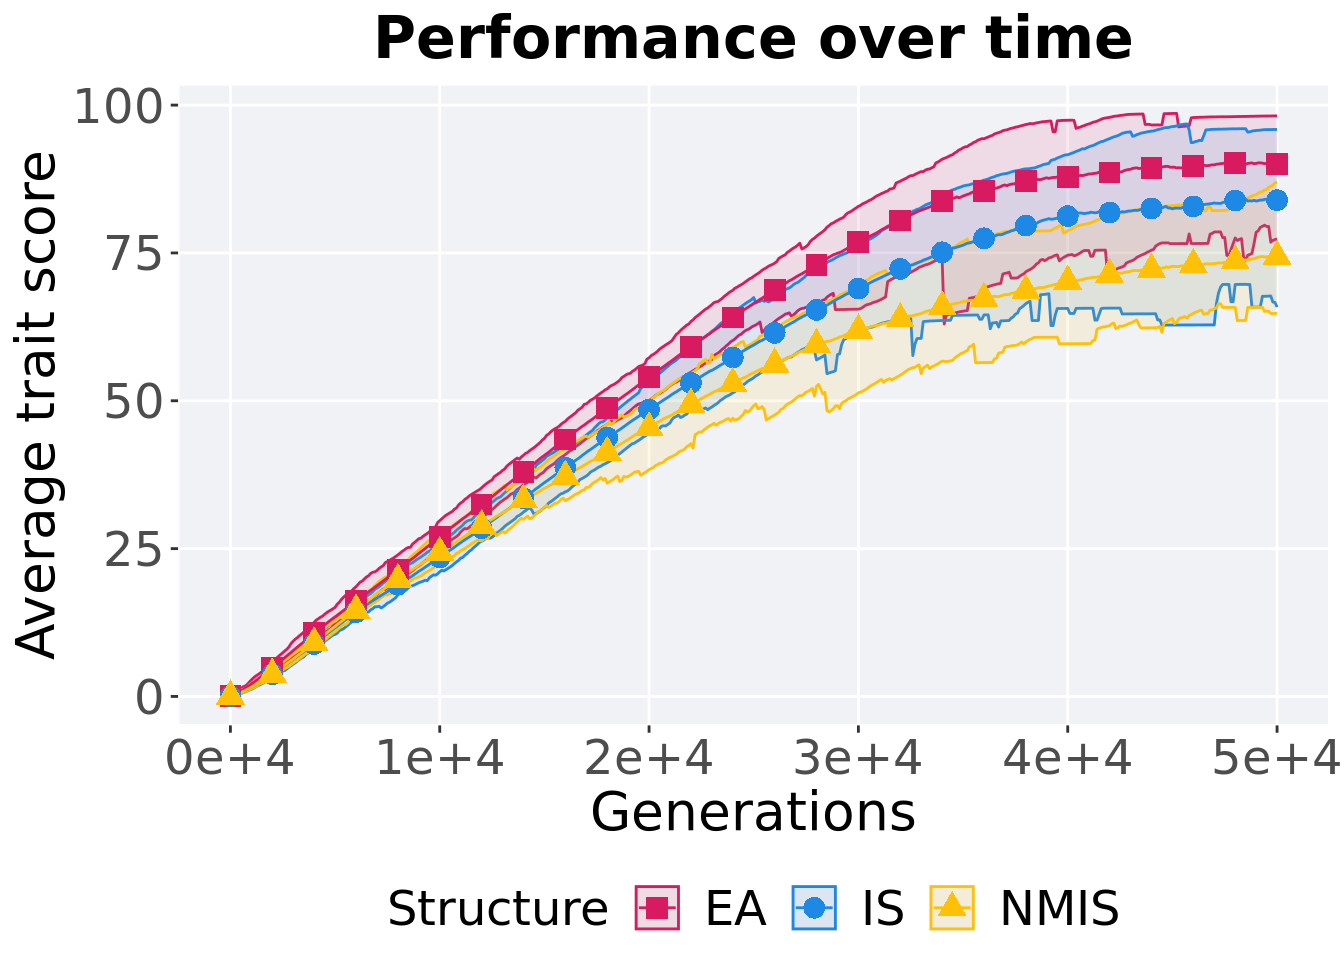 Performance over time
Average trait score
100
75
50
25
0
0e+4 1e+4 2e+4 3e+4 4e+4 5e+4
Generations
Structure EA IS NMIS